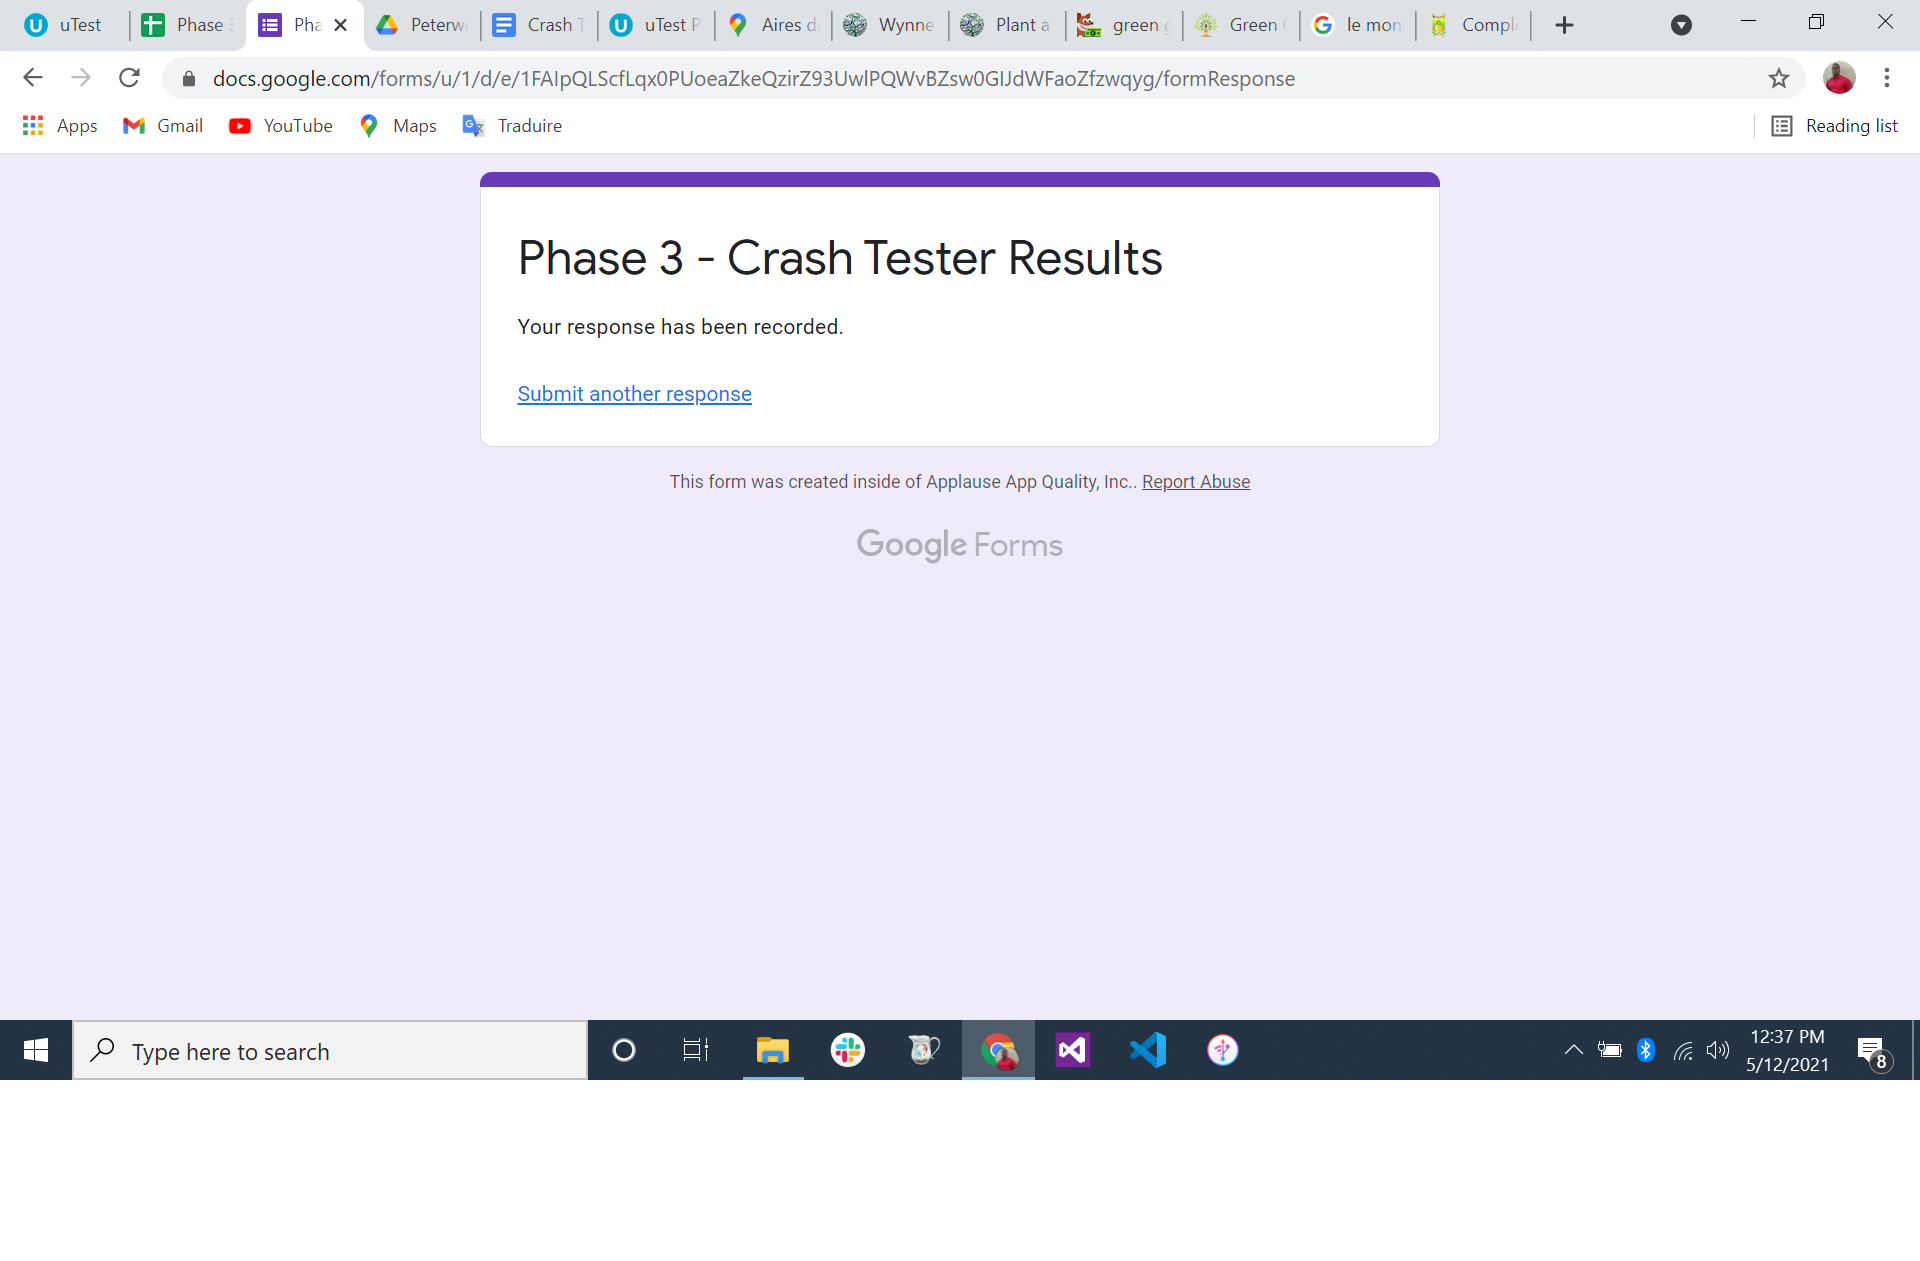 uTest
Phase 3
Pha
Peterwe
Crash T
uTest P
Aires d
Wynne
Plant a
green g
Green
le mon
Compl
docs.google.com/forms/u/1/d/e/1FAIpQLScfLqx0PUoeaZkeQzirZ93UwlPQWvBZsw0GIJdWFaoZfzwqyg/formResponse
Apps
Gmail
YouTube
Maps
Traduire
Reading list
Phase 3 - Crash Tester Results
Your response has been recorded.
Submit another response
This form was created inside of Applause App Quality, Inc.. Report Abuse
Google Forms
Type here to search
12:37 PM
5/12/2021
8